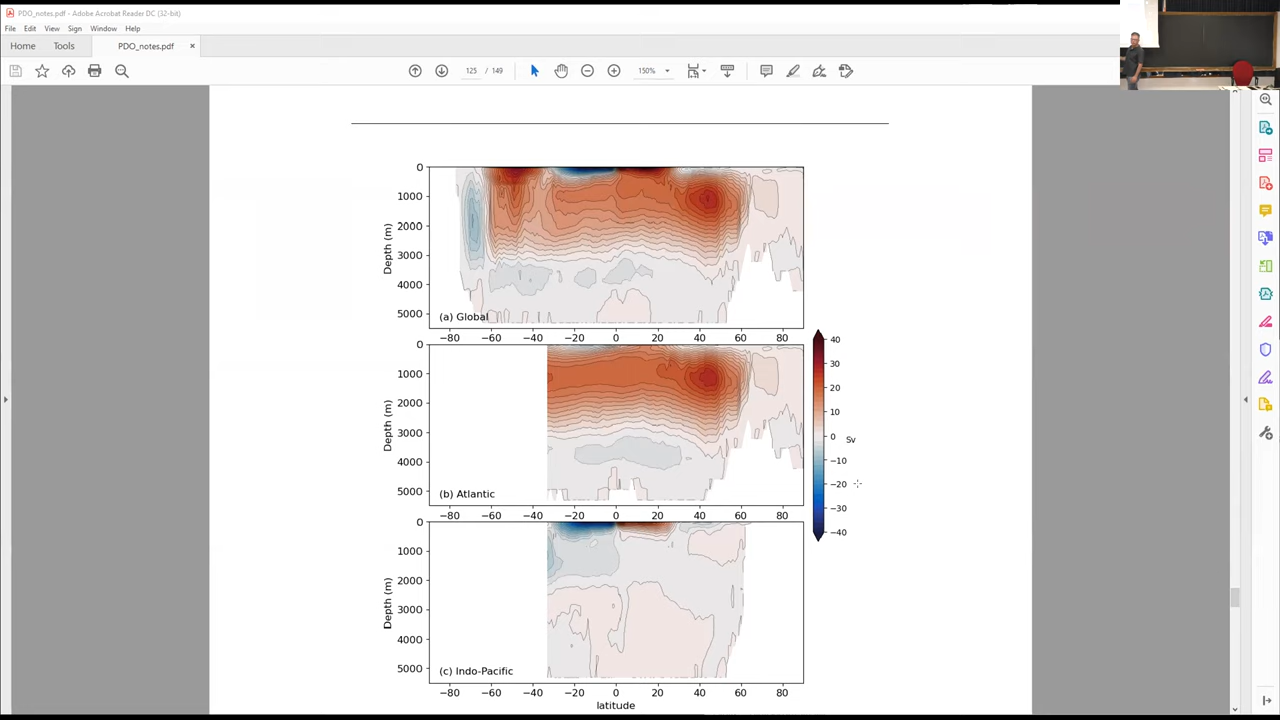 PDO_notes.pdf - Adobe Acrobat Reader DC (32-bit)
File Edit View Sign Window Help
Home Tools PDO_notes.pdf ×
125 / 149 150%
0
1000
2000
3000
4000
5000
Depth (m)
(a) Global
−80 −60 −40 −20 0 20 40 60 80
0
1000
2000
3000
4000
5000
Depth (m)
(b) Atlantic
−80 −60 −40 −20 0 20 40 60 80
40
30
20
10
0
−10
−20
−30
−40
Sv
0
1000
2000
3000
4000
5000
Depth (m)
(c) Indo-Pacific
−80 −60 −40 −20 0 20 40 60 80
latitude